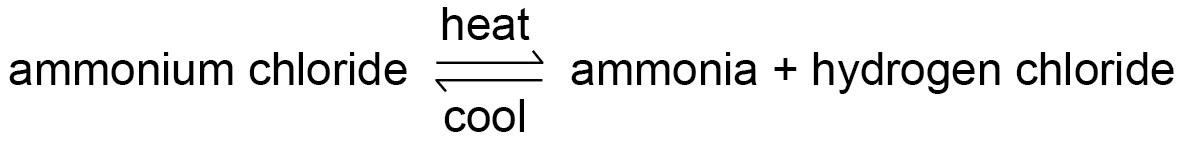 heat
ammonium chloride ⇌ ammonia + hydrogen chloride
cool